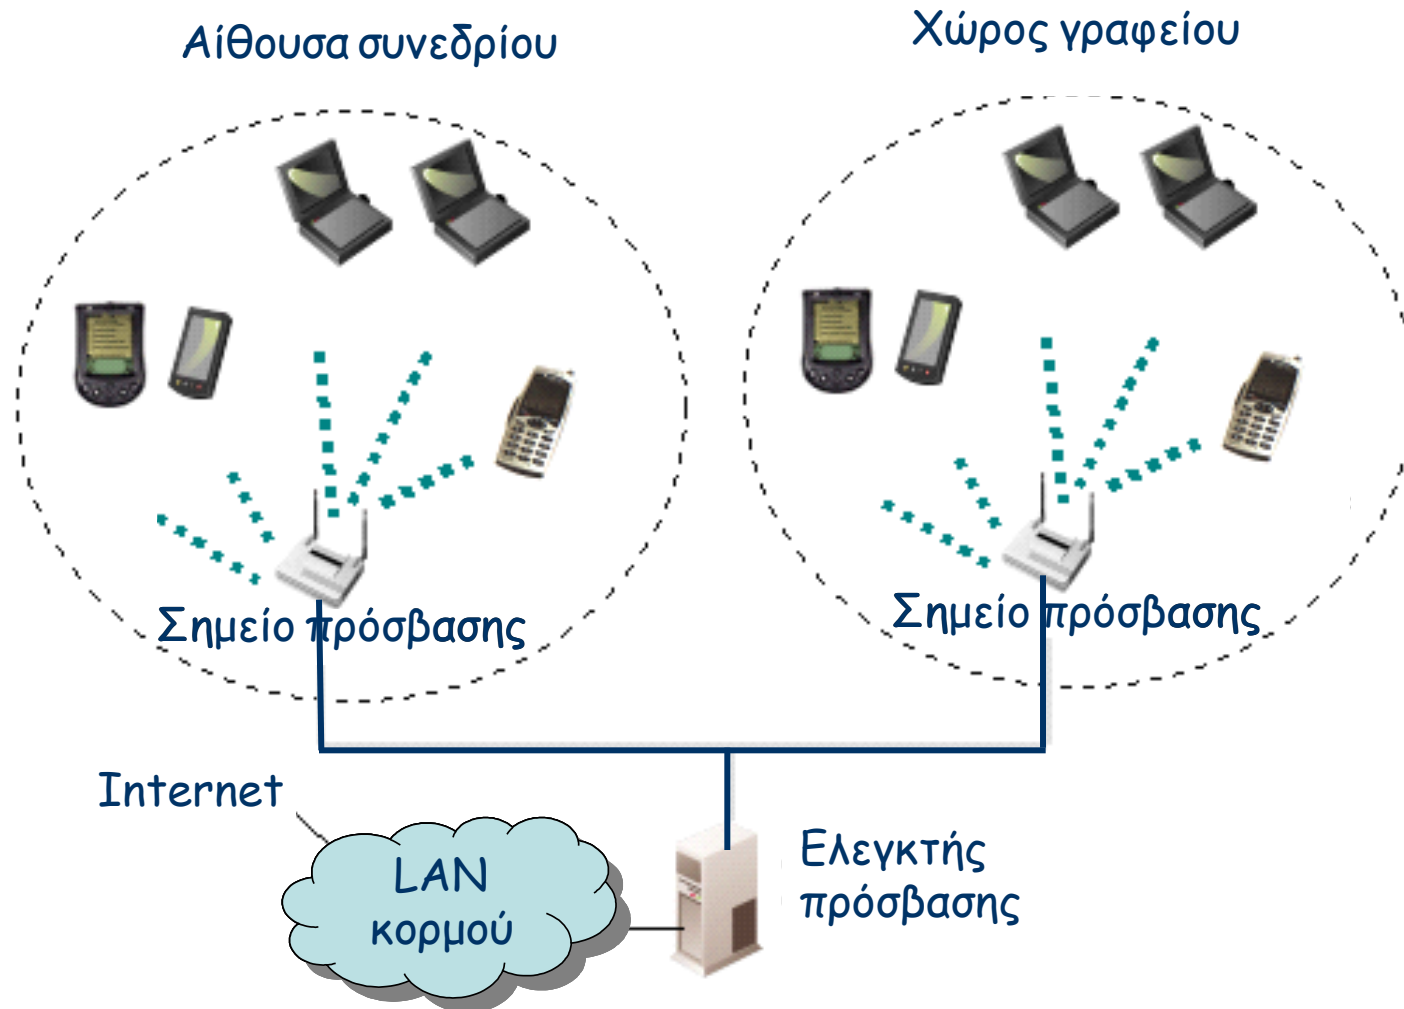 Αίθουσα συνεδρίου
Χώρος γραφείου
Σημείο πρόσβασης
Σημείο πρόσβασης
Internet
LAN
κορμού
Ελεγκτής
πρόσβασης